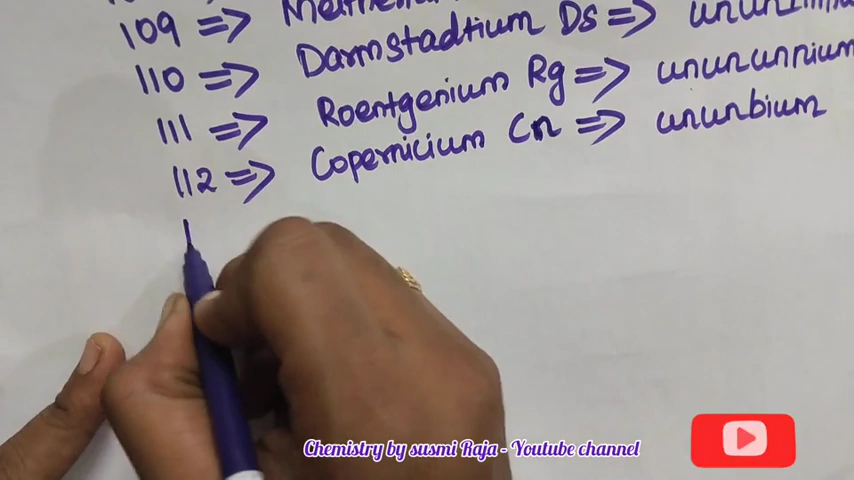 109 =>
110 => Darmstadtium Ds =>
111 => Roentgenium Rg => unununnium
112 => Copernicium Cn => ununbium
Chemistry by susmi Raja - Youtube channel